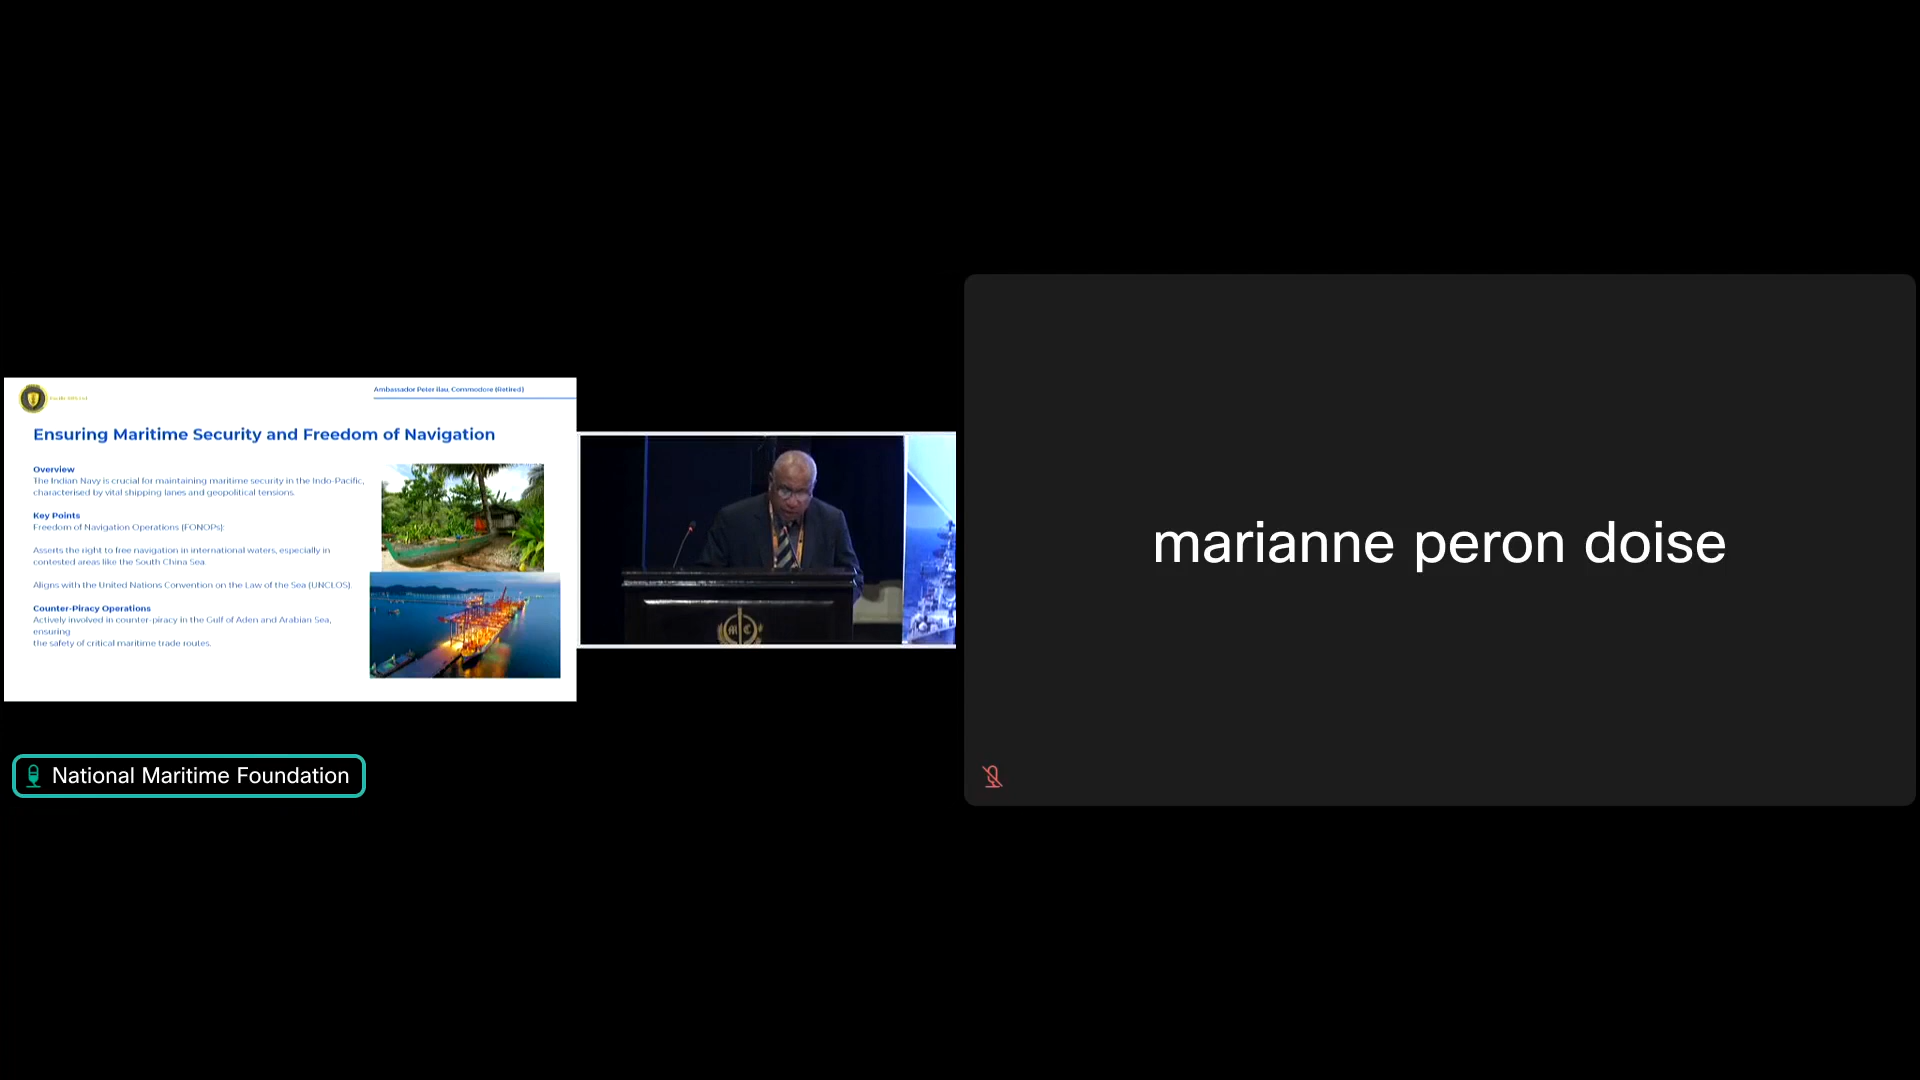 Ambassador Peter Ilau, Commodore (Retired)
Ensuring Maritime Security and Freedom of Navigation
Overview
The Indian Navy is crucial for maintaining maritime security in the Indo-Pacific,
characterised by vital shipping lanes and geopolitical tensions.
Key Points
Freedom of Navigation Operations (FONOPs):
Asserts the right to free navigation in international waters, especially in
contested areas like the South China Sea.
Aligns with the United Nations Convention on the Law of the Sea (UNCLOS).
Counter-Piracy Operations
Actively involved in counter-piracy in the Gulf of Aden and Arabian Sea,
ensuring
the safety of critical maritime trade routes.
National Maritime Foundation
marianne peron doise